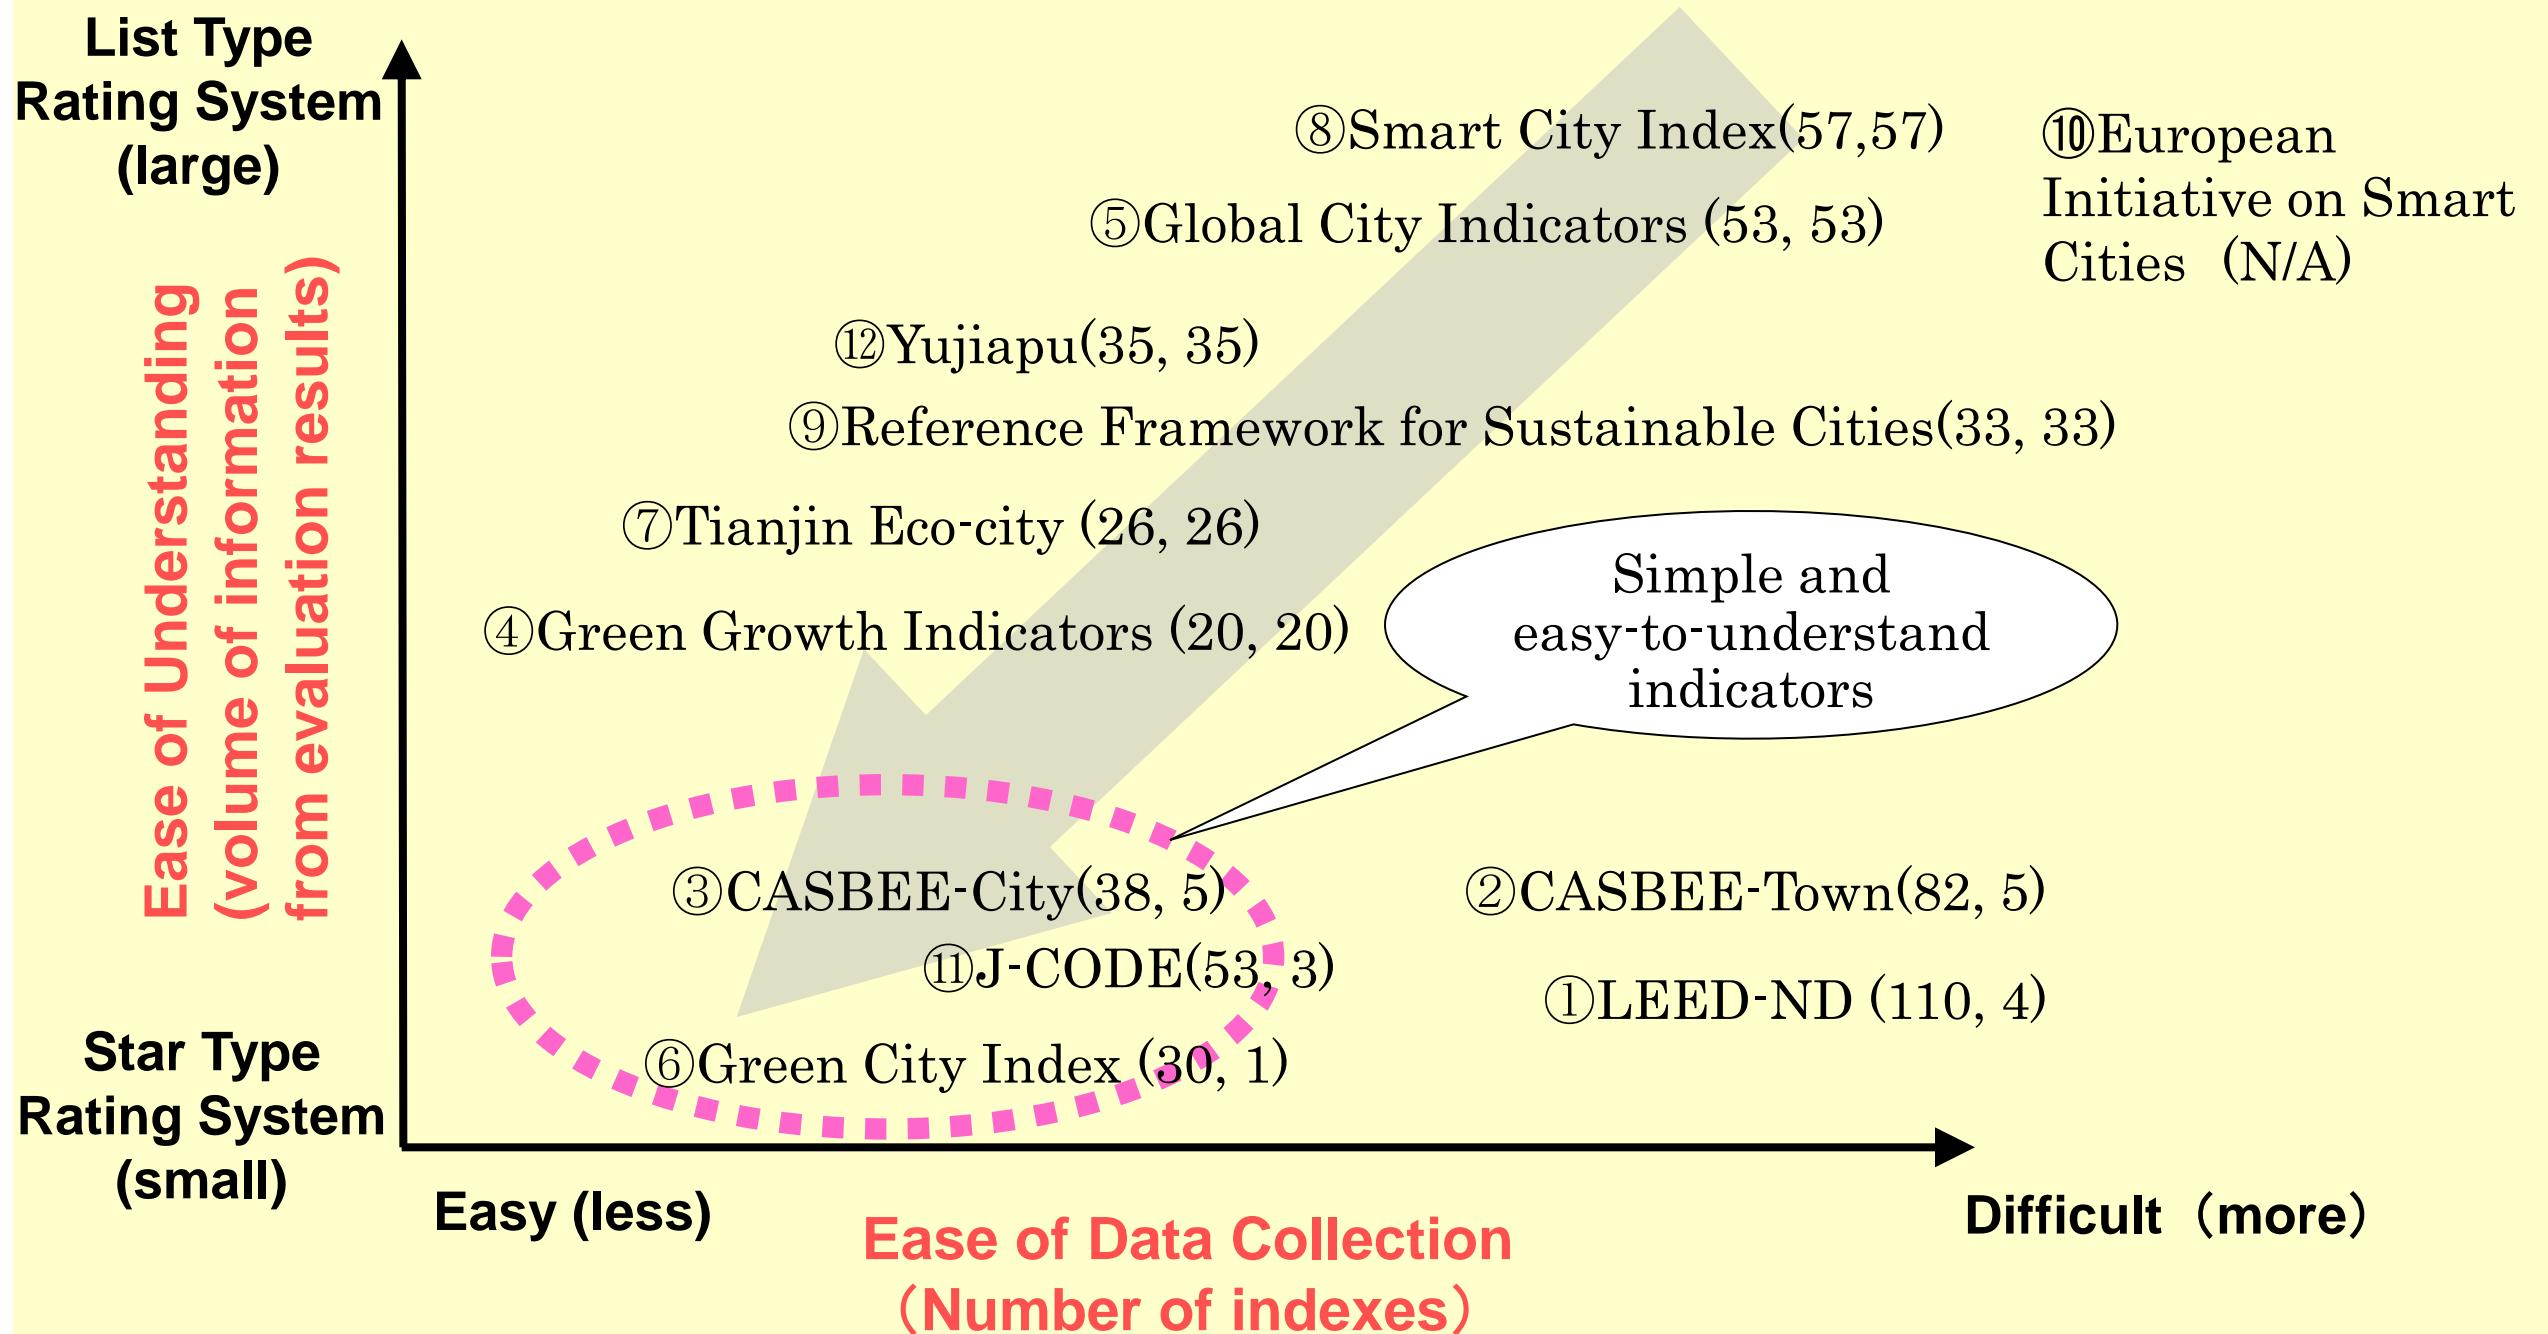 List Type
Rating System
(large)
Ease of Understanding
(volume of information
from evaluation results)
Star Type
Rating System
(small)
⑧Smart City Index(57,57)
⑩European
Initiative on Smart
Cities (N/A)
⑤Global City Indicators (53, 53)
⑫Yujiapu(35, 35)
⑨Reference Framework for Sustainable Cities(33, 33)
⑦Tianjin Eco-city (26, 26)
④Green Growth Indicators (20, 20)
Simple and
easy-to-understand
indicators
③CASBEE-City(38, 5)
②CASBEE-Town(82, 5)
⑪J-CODE(53, 3)
①LEED-ND (110, 4)
⑥Green City Index (30, 1)
Easy (less)
Difficult（more）
Ease of Data Collection
（Number of indexes）